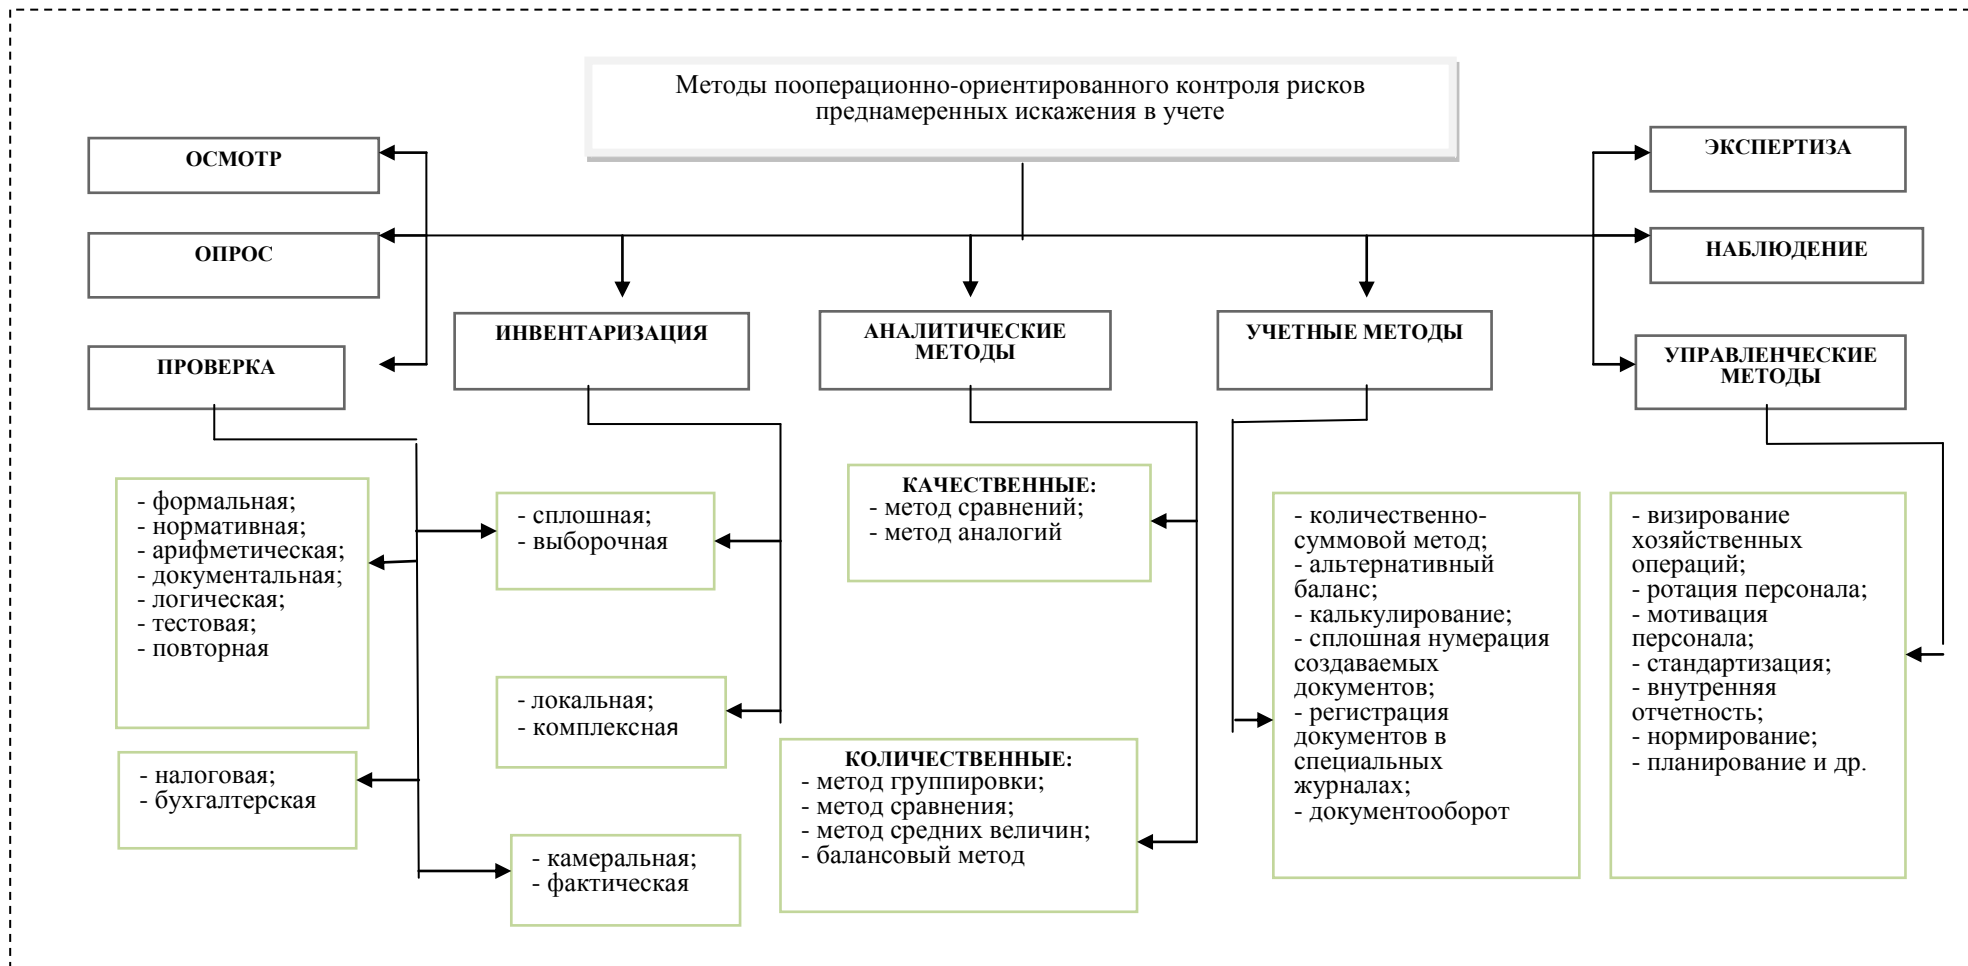 Методы пооперационно-ориентированного контроля рисков
преднамеренных искажения в учете
ОСМОТР
ОПРОС
ПРОВЕРКА
ИНВЕНТАРИЗАЦИЯ
АНАЛИТИЧЕСКИЕ
МЕТОДЫ
УЧЕТНЫЕ МЕТОДЫ
ЭКСПЕРТИЗА
НАБЛЮДЕНИЕ
УПРАВЛЕНЧЕСКИЕ
МЕТОДЫ
- формальная;
- нормативная;
- арифметическая;
- документальная;
- логическая;
- тестовая;
- повторная
- налоговая;
- бухгалтерская
- сплошная;
- выборочная
- локальная;
- комплексная
- камеральная;
- фактическая
КАЧЕСТВЕННЫЕ:
- метод сравнений;
- метод аналогий
КОЛИЧЕСТВЕННЫЕ:
- метод группировки;
- метод сравнения;
- метод средних величин;
- балансовый метод
- количественно-
суммовой метод;
- альтернативный
баланс;
- калькулирование;
- сплошная нумерация
создаваемых
документов;
- регистрация
документов в
специальных
журналах;
- документооборот
- визирование
хозяйственных
операций;
- ротация персонала;
- мотивация
персонала;
- стандартизация;
- внутренняя
отчетность;
- нормирование;
- планирование и др.